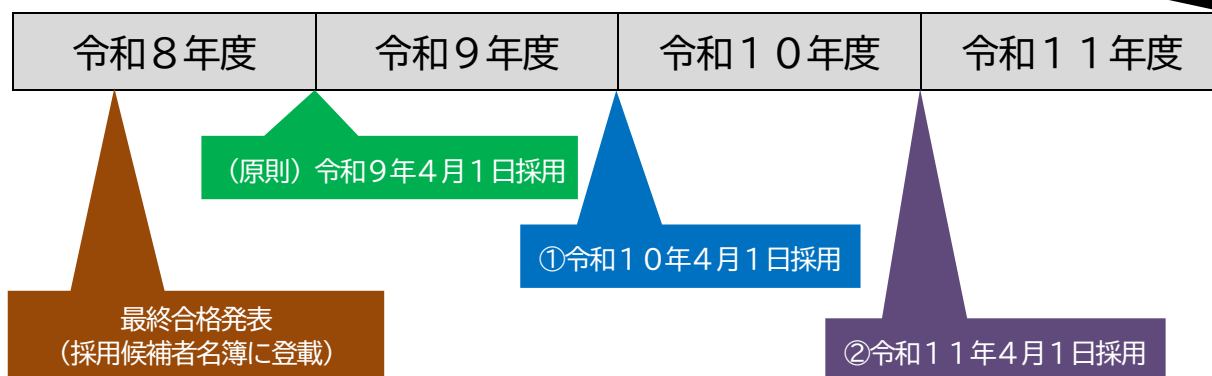 令和８年度 令和９年度 令和１０年度 令和１１年度
（原則）令和９年４月１日採用
①令和１０年４月１日採用
最終合格発表
（採用候補者名簿に登載）
②令和１１年４月１日採用